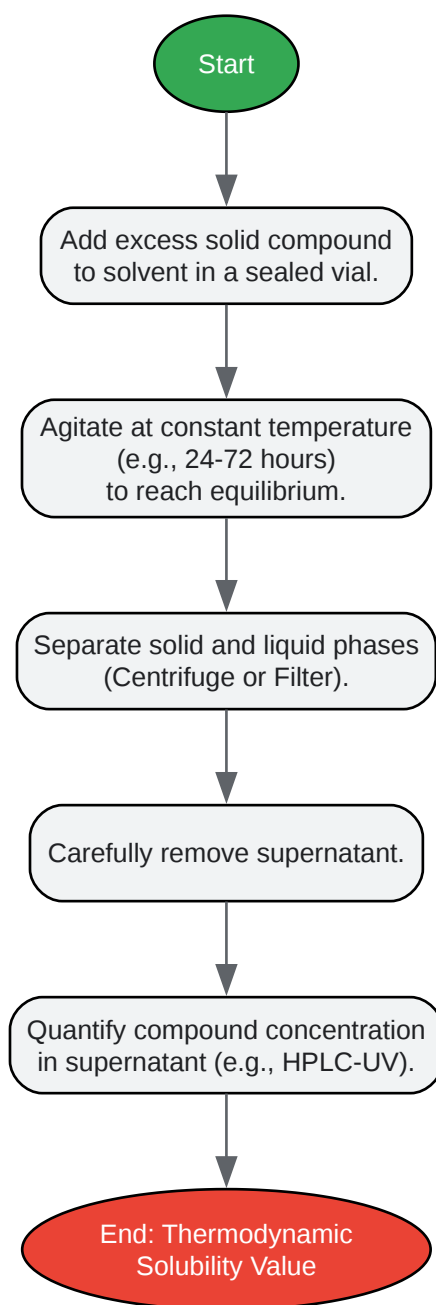 Start
Add excess solid compound
to solvent in a sealed vial.
Agitate at constant temperature
(e.g., 24-72 hours)
to reach equilibrium.
Separate solid and liquid phases
(Centrifuge or Filter).
Carefully remove supernatant.
Quantify compound concentration
in supernatant (e.g., HPLC-UV).
End: Thermodynamic
Solubility Value